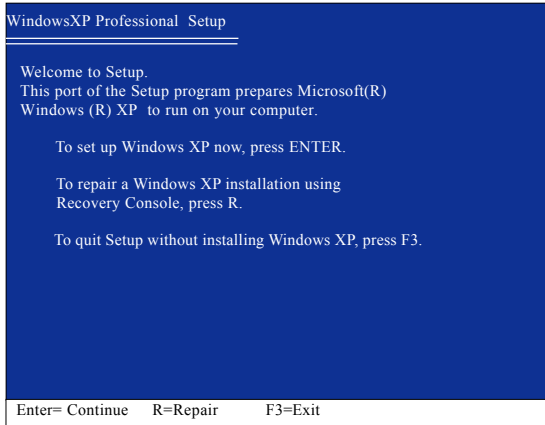 WindowsXP Professional Setup
Welcome to Setup.
This part of the Setup program prepares Microsoft(R)
Windows (R) XP to run on your computer.
To set up Windows XP now, press ENTER.
To repair a Windows XP installation using
Recovery Console, press R.
To quit Setup without installing Windows XP, press F3.
Enter= Continue R=Repair F3=Exit